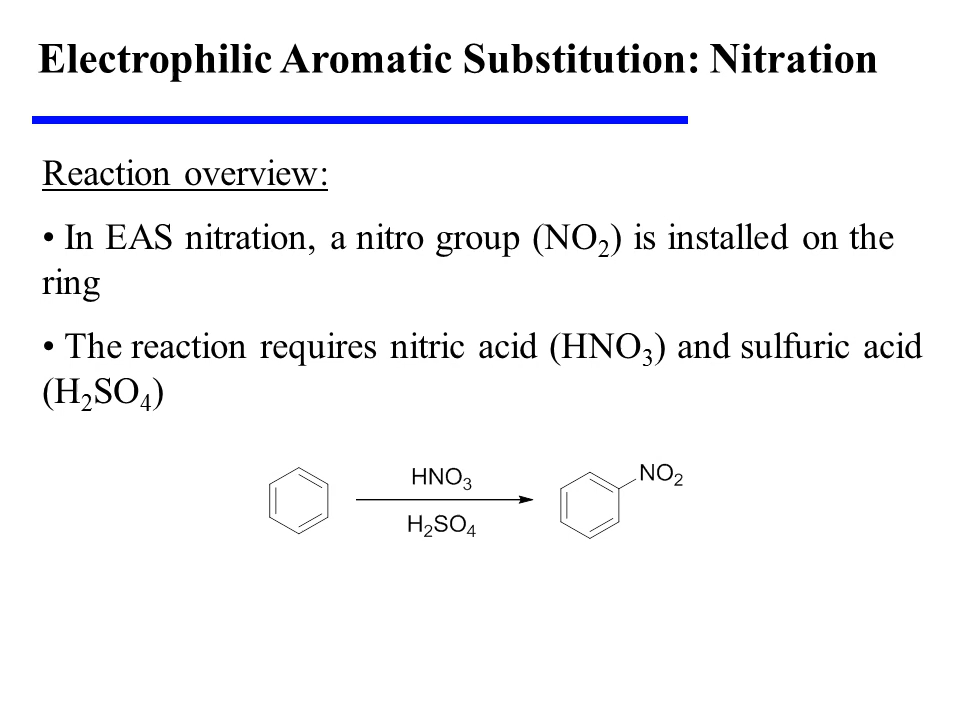 Electrophilic Aromatic Substitution: Nitration
Reaction overview:
• In EAS nitration, a nitro group (NO₂) is installed on the
ring
• The reaction requires nitric acid (HNO₃) and sulfuric acid
(H₂SO₄)
HNO₃
H₂SO₄
NO₂